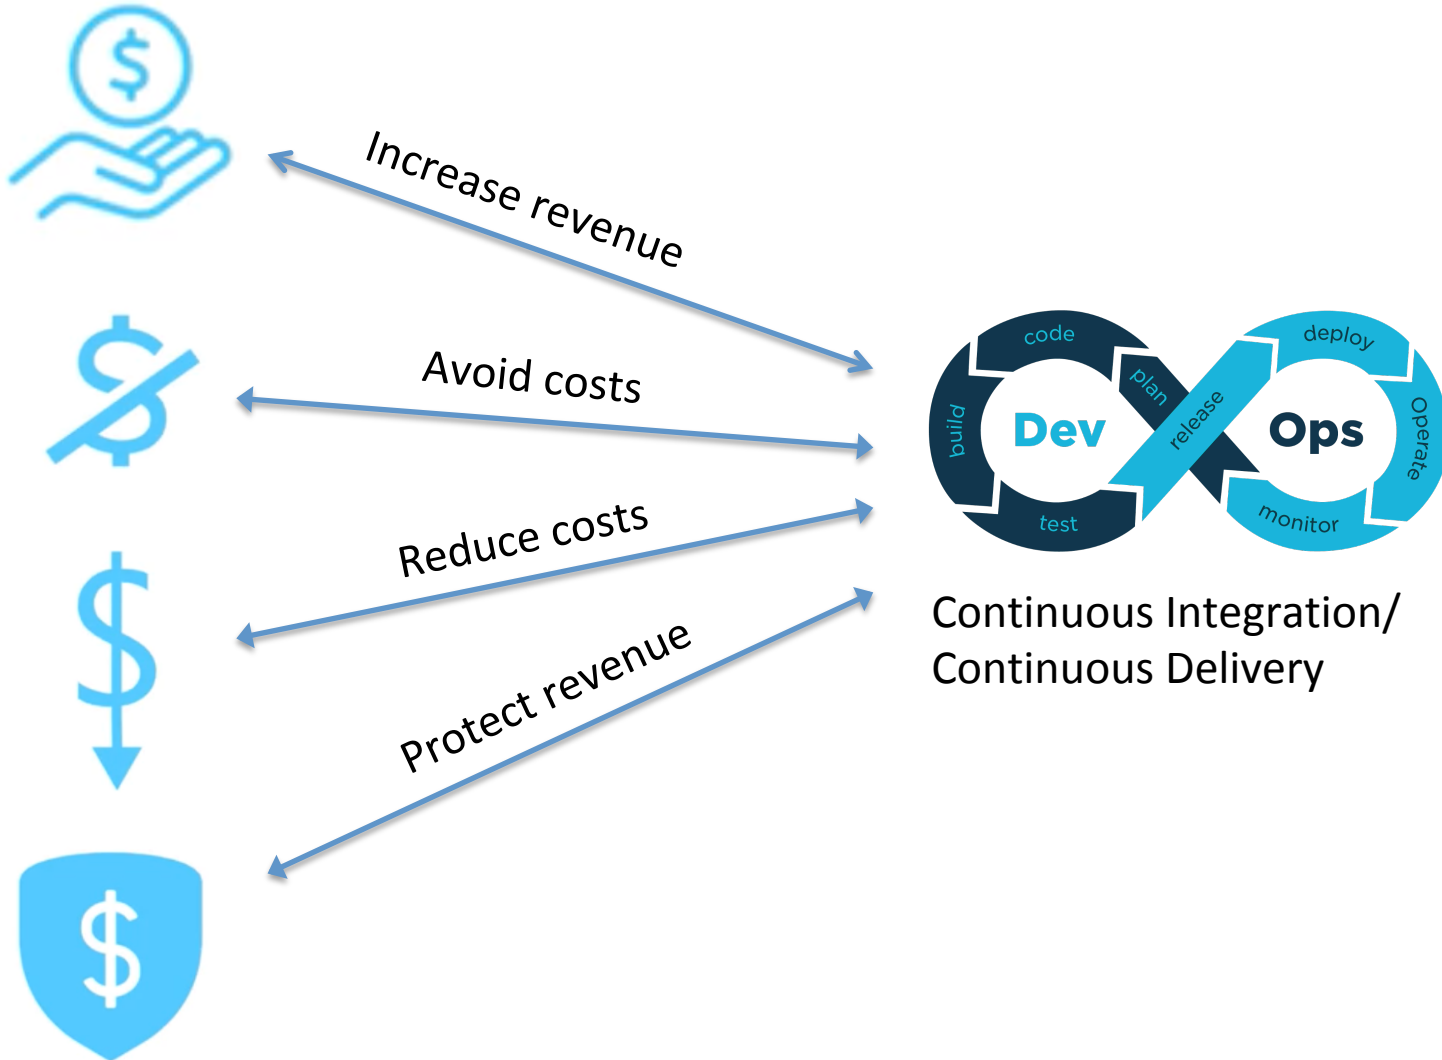 $
Increase revenue
$
Avoid costs
$
Reduce costs
$
Protect revenue
code
plan
build
test
release
deploy
Operate
monitor
Dev
Ops
Continuous Integration/
Continuous Delivery